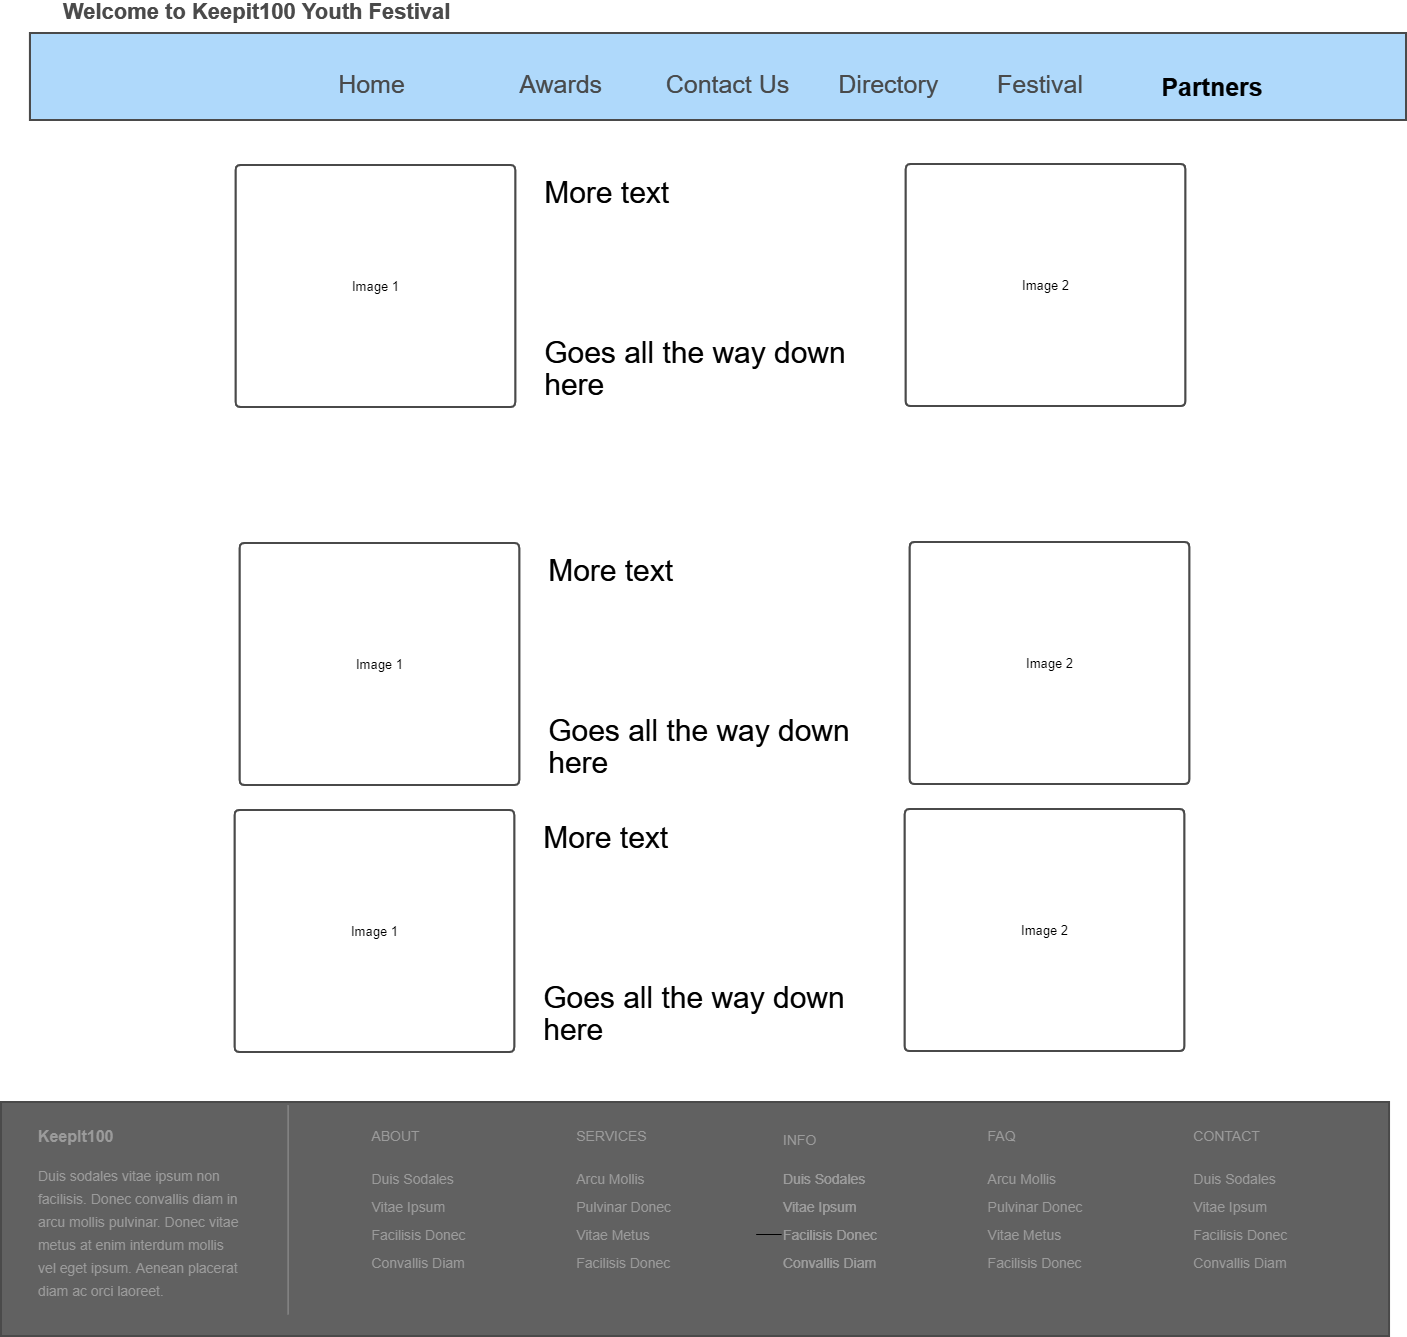 Welcome to Keepit100 Youth Festival
Home Awards Contact Us Directory Festival Partners
Image 1
More text
Goes all the way down
here
Image 2
Image 1
More text
Goes all the way down
here
Image 2
Image 1
More text
Goes all the way down
here
Image 2
KeepIt100
Duis sodales vitae ipsum non
facilisis. Donec convallis diam in
arcu mollis pulvinar. Donec vitae
metus at enim interdum mollis
vel eget ipsum. Aenean placerat
diam ac orci laoreet.
ABOUT
Duis Sodales
Vitae Ipsum
Facilisis Donec
Convallis Diam
SERVICES
Arcu Mollis
Pulvinar Donec
Vitae Metus
Facilisis Donec
INFO
Duis Sodales
Vitae Ipsum
Facilisis Donec
Convallis Diam
FAQ
Arcu Mollis
Pulvinar Donec
Vitae Metus
Facilisis Donec
CONTACT
Duis Sodales
Vitae Ipsum
Facilisis Donec
Convallis Diam